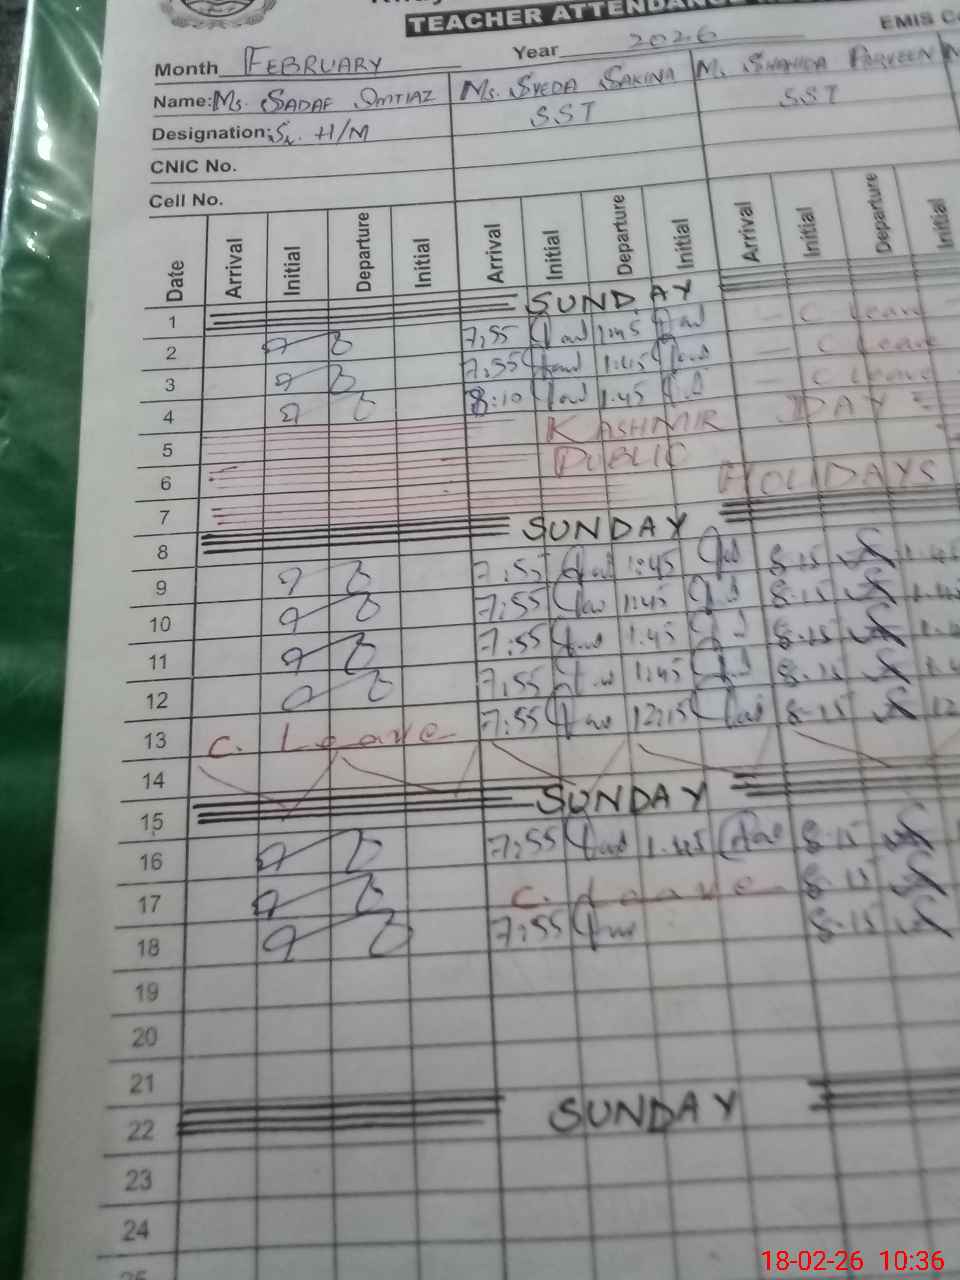 TEACHER ATTENDANCE
EMIS C
Month FEBRUARY Year 2026
Name: Ms. SADAF IMTIAZ Ms. SYEDA SAKINA M. SHAHIDA PARVEEN
Designation: S. H/M SST SST
CNIC No.
Cell No.
Date Arrival Initial Departure Initial Arrival Initial Departure Initial Arrival Initial Departure Initial
1 SUNDAY
2 7:55 1:45 - C leave
3 7:55 1:45 - C leave
4 8:10 1.45 - C leave
5 KASHMIR DAY
6 PUBLIC
7 HOLIDAYS
8 SUNDAY
9 7:55 1:45 8:15 1.45
10 7:55 1:45 8-15
11 7:55 1.45 8-15
12 7:55 1:45 8-15
13 C. Leave 7:55 12:15 8-15 12
14
15 SUNDAY
16 7:55 1.45 8-15
17 C. Leave 8-15
18 7:55 8-15
19
20
21
22 SUNDAY
23
24
25
18-02-26 10:36